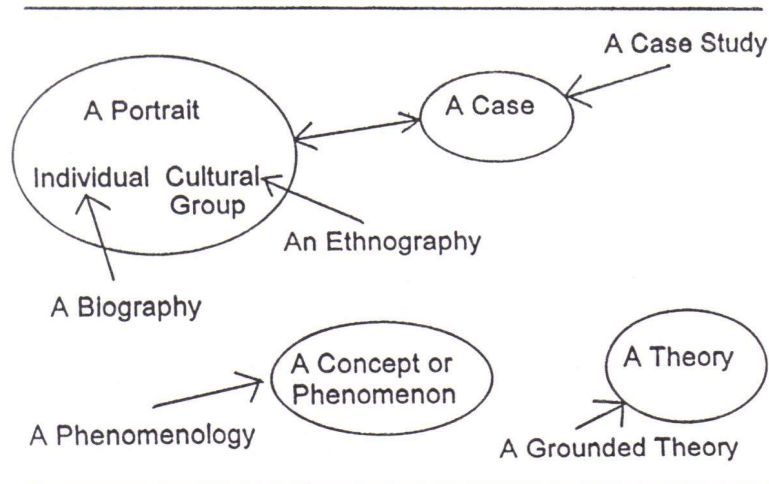 A Case Study
A Portrait
A Case
Individual Cultural
Group
An Ethnography
A Biography
A Concept or
Phenomenon
A Theory
A Phenomenology
A Grounded Theory